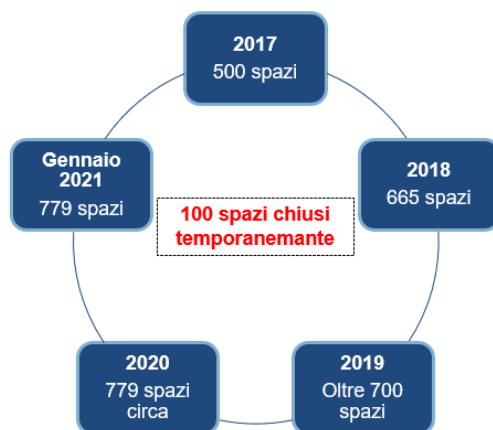 2017
500 spazi
2018
665 spazi
2019
Oltre 700
spazi
2020
779 spazi
circa
Gennaio
2021
779 spazi
100 spazi chiusi
temporanemante